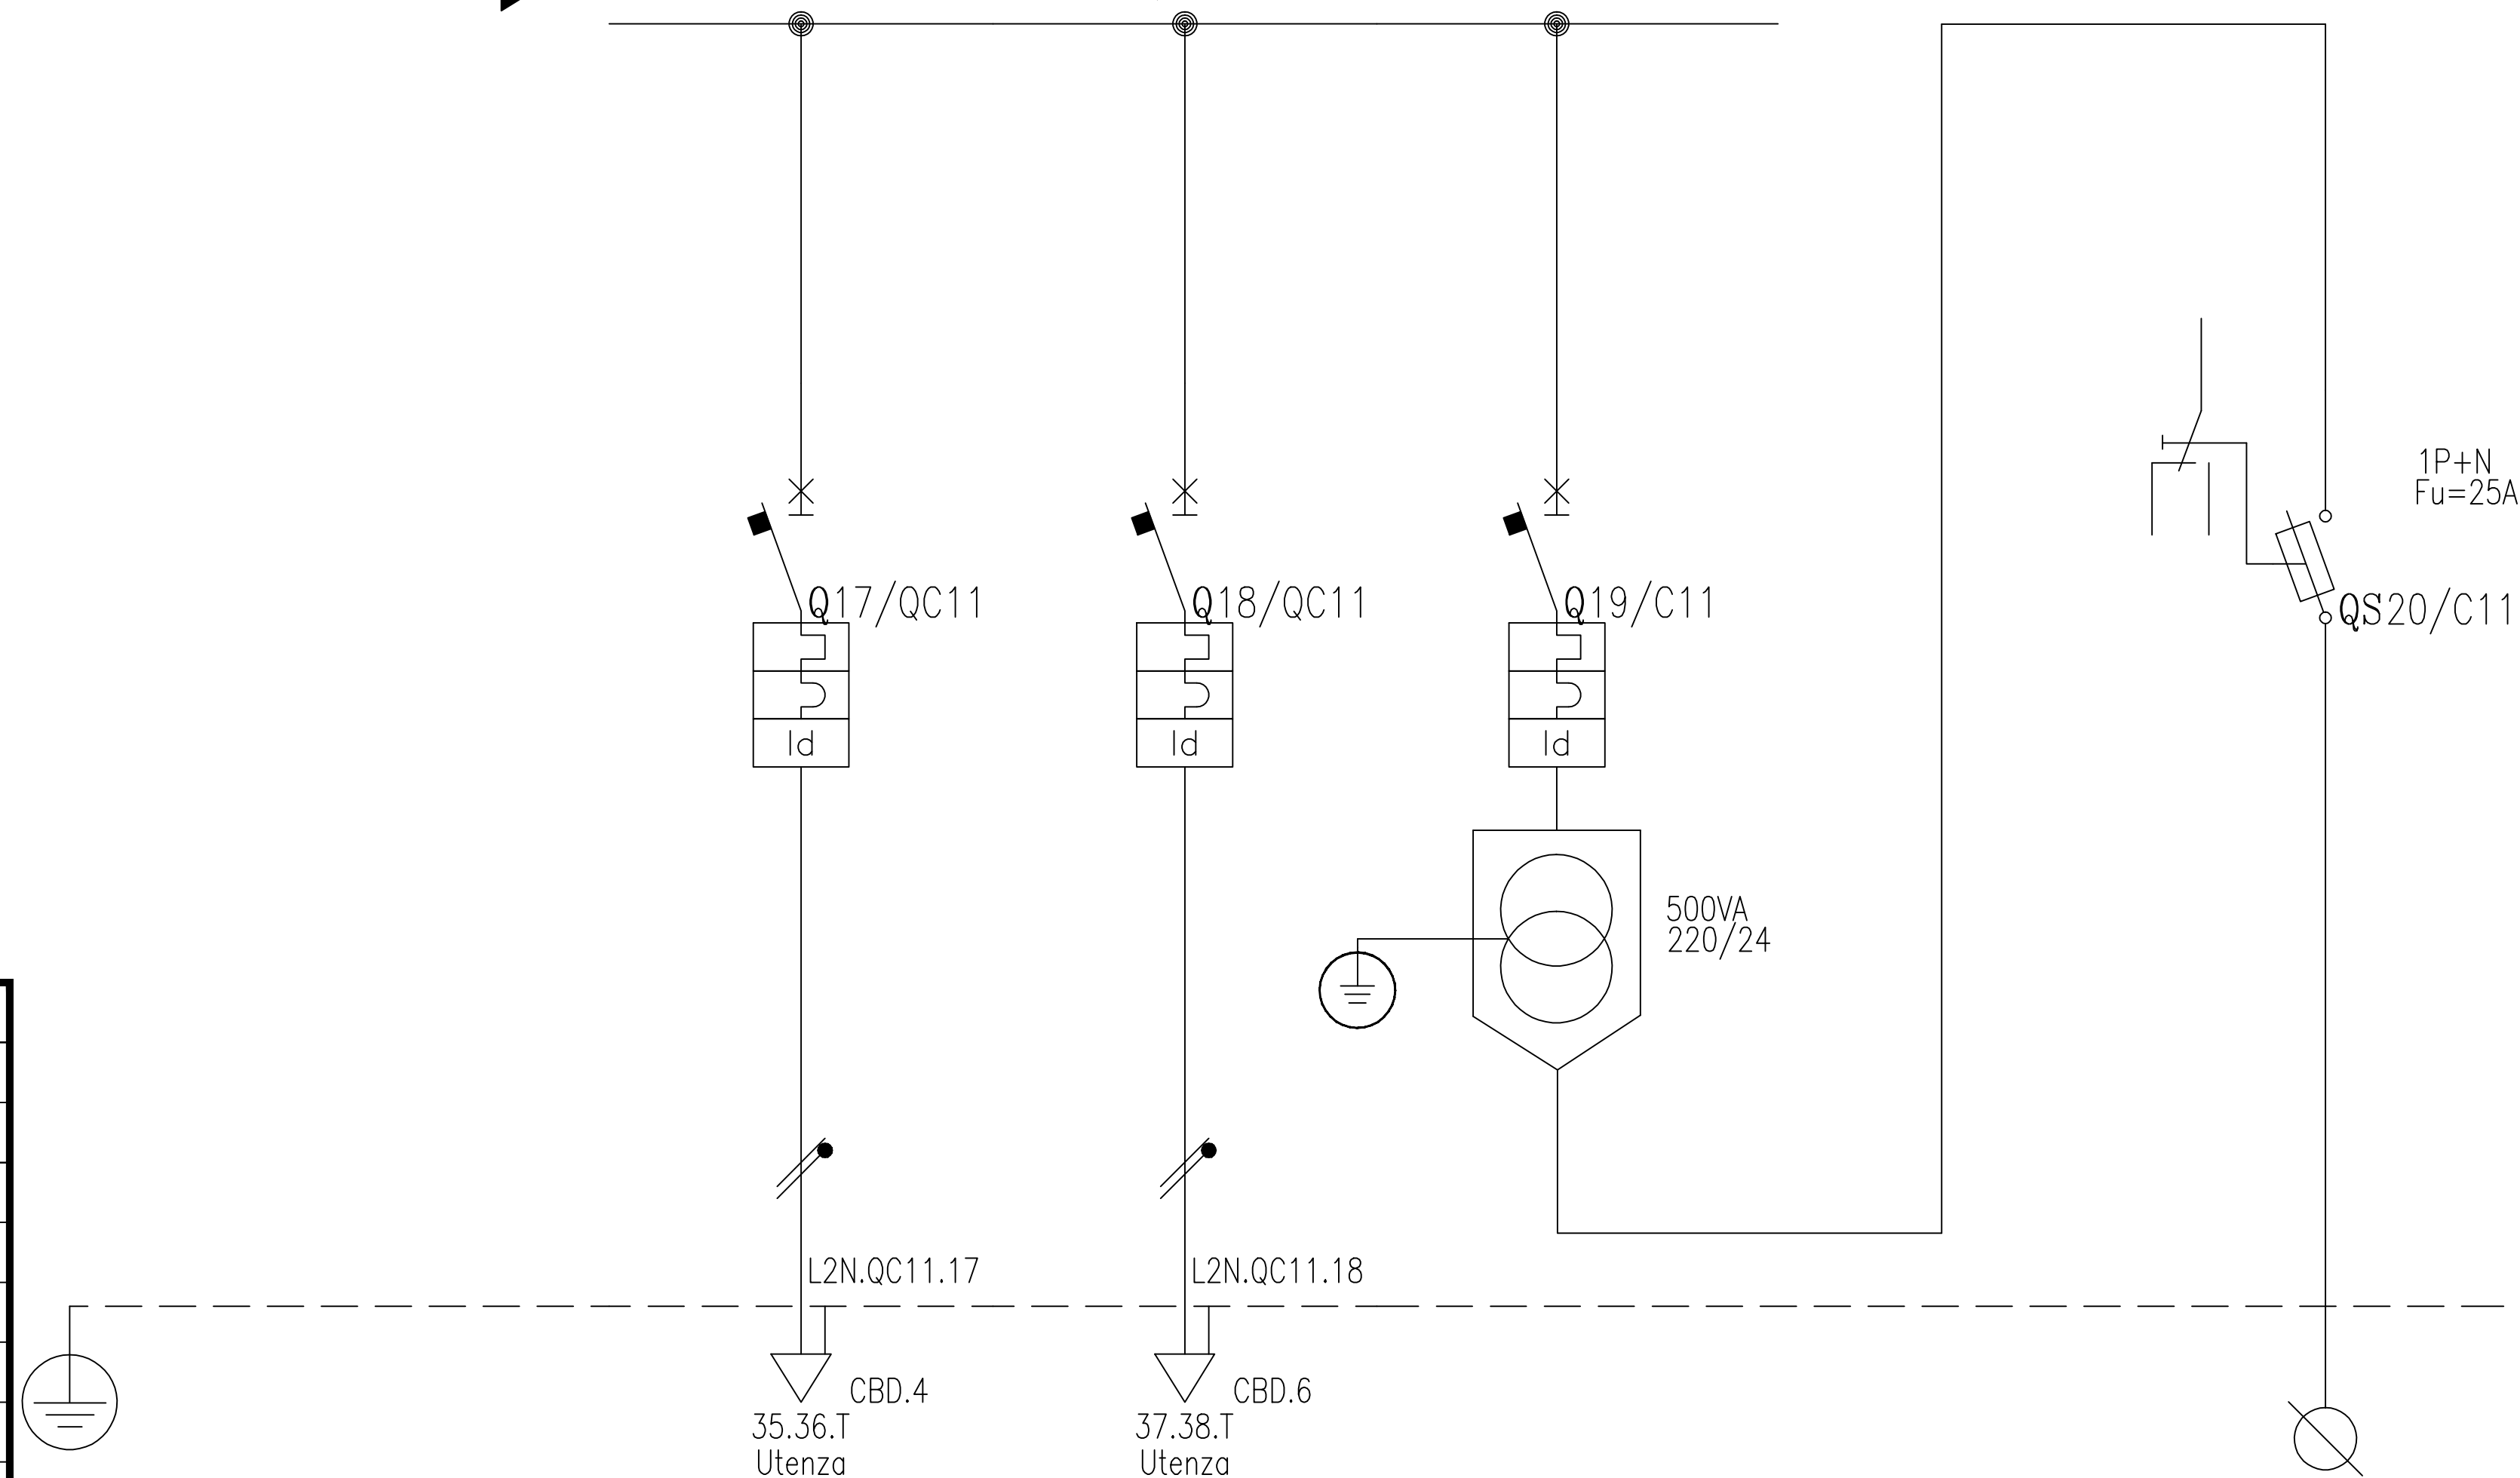 1P+N
Fu=25A
Q17/QC11
Q18/QC11
Q19/C11
QS20/C11
Id
Id
Id
500VA
220/24
L2N.QC11.17
L2N.QC11.18
CBD.4
CBD.6
35.36.T
Utenza
37.38.T
Utenza